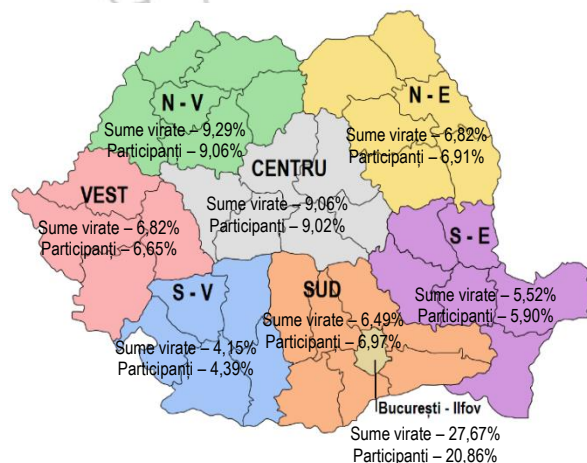 N - V
Sume virate – 9,29%
Participanți – 9,06%
N - E
Sume virate – 6,82%
Participanți – 6,91%
CENTRU
Sume virate – 9,06%
Participanți – 9,02%
VEST
Sume virate – 6,82%
Participanți – 6,65%
S - E
Sume virate – 5,52%
Participanți – 5,90%
S - V
Sume virate – 4,15%
Participanți – 4,39%
SUD
Sume virate – 6,49%
Participanți – 6,97%
București - Ilfov
Sume virate – 27,67%
Participanți – 20,86%